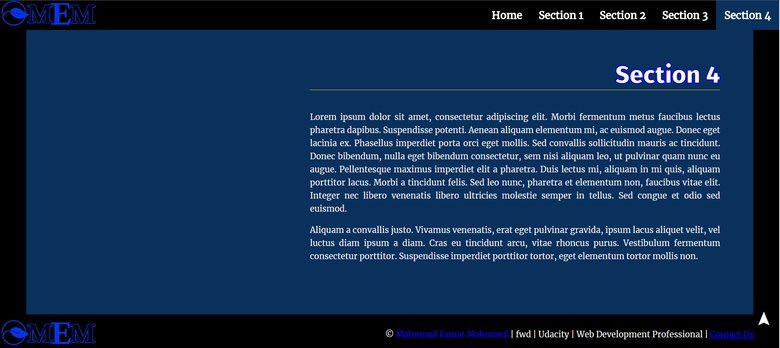 MEM
Home Section 1 Section 2 Section 3 Section 4
Section 4
Lorem ipsum dolor sit amet, consectetur adipiscing elit. Morbi fermentum metus faucibus lectus
pharetra dapibus. Suspendisse potenti. Aenean aliquam elementum mi, ac euismod augue. Donec eget
lacinia ex. Phasellus imperdiet porta orci eget mollis. Sed convallis sollicitudin mauris ac tincidunt.
Donec bibendum, nulla eget bibendum consectetur, sem nisi aliquam leo, ut pulvinar quam nunc eu
augue. Pellentesque maximus imperdiet elit a pharetra. Duis lectus mi, aliquam in mi quis, aliquam
porttitor lacus. Morbi a tincidunt felis. Sed leo nunc, pharetra et elementum non, faucibus vitae elit.
Integer nec libero venenatis libero ultricies molestie semper in tellus. Sed congue et odio sed
euismod.
Aliquam a convallis justo. Vivamus venenatis, erat eget pulvinar gravida, ipsum lacus aliquet velit, vel
luctus diam ipsum a diam. Cras eu tincidunt arcu, vitae rhoncus purus. Vestibulum fermentum
consectetur porttitor. Suspendisse imperdiet porttitor tortor, eget elementum tortor mollis non.
MEM
© Mahmoud Esmat Mahmoud | fwd | Udacity | Web Development Professional | Contact Us